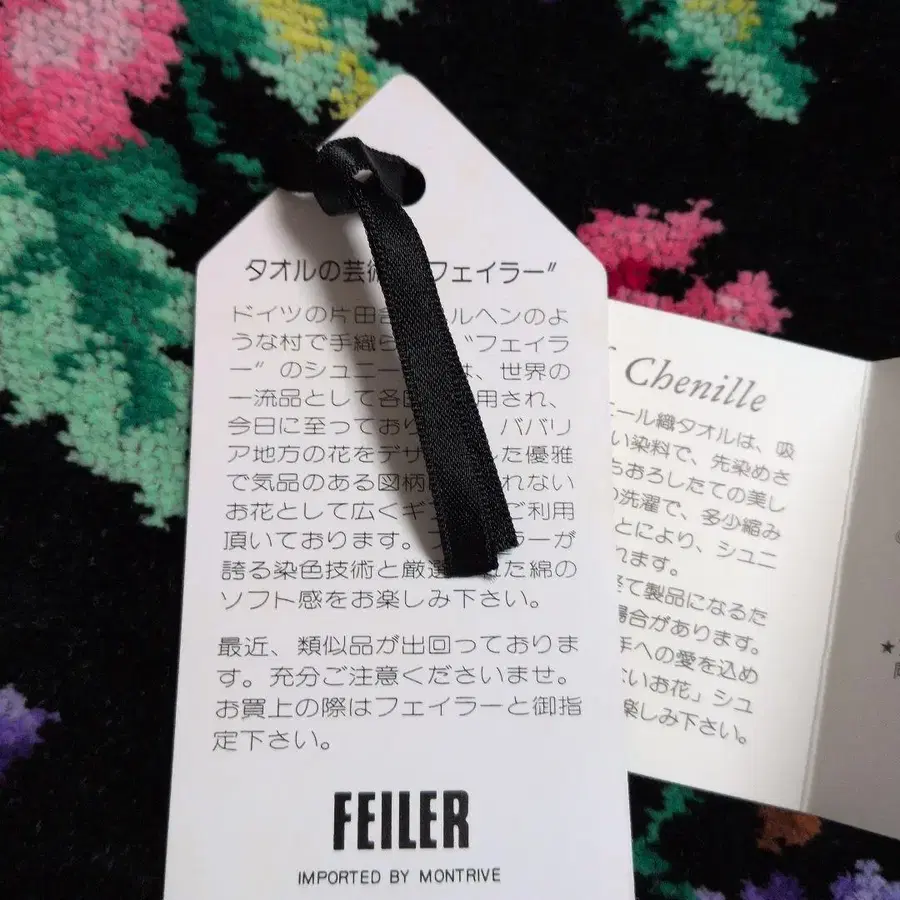 タオルの芸術 フェイラー〟
ドイツの片田 ルヘンのよ
うな村で手織 〝フェイラ
ー〟のシュニー は、世界の
一流品として各 用され、
今日に至ってお ババリ
ア地方の花をデザ した優雅
で気品のある図柄 れない
お花として広くギ ご利用
頂いております。フ ラーが
誇る染色技術と厳選 た綿の
ソフト感をお楽しみ下さい。
最近、類似品が出回っておりま
す。充分ご注意くださいませ。
お買上の際はフェイラーと御指
定下さい。
FEILER
IMPORTED BY MONTRIVE
Chenille
ール織タオルは、吸
い染料で、先染めさ
おろしたての美し
洗濯で、多少縮み
とにより、シュニ
れます。
て製品になるた
場合があります。
手への愛を込め
ないお花」シュ
楽しみ下さい。
★